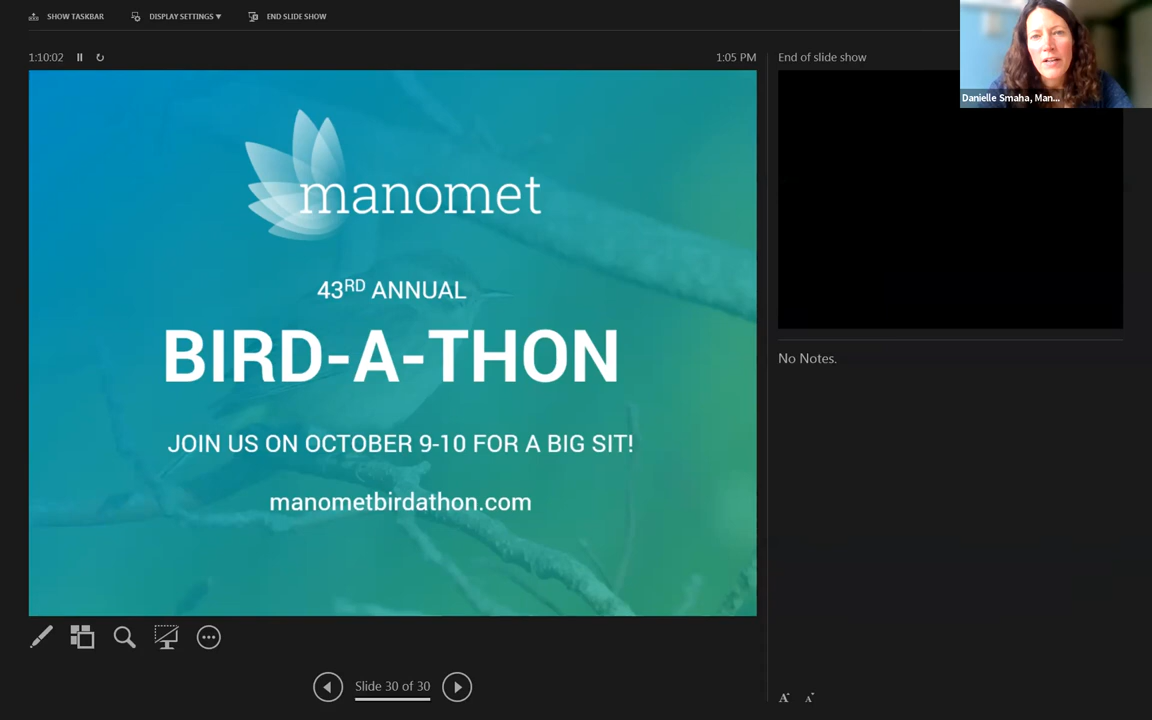 SHOW TASKBAR
DISPLAY SETTINGS ▼
END SLIDE SHOW
1:10:02
1:05 PM
End of slide show
Danielle Smaha, Man...
manomet
43RD ANNUAL
BIRD-A-THON
JOIN US ON OCTOBER 9-10 FOR A BIG SIT!
manometbirdathon.com
No Notes.
Slide 30 of 30
A A